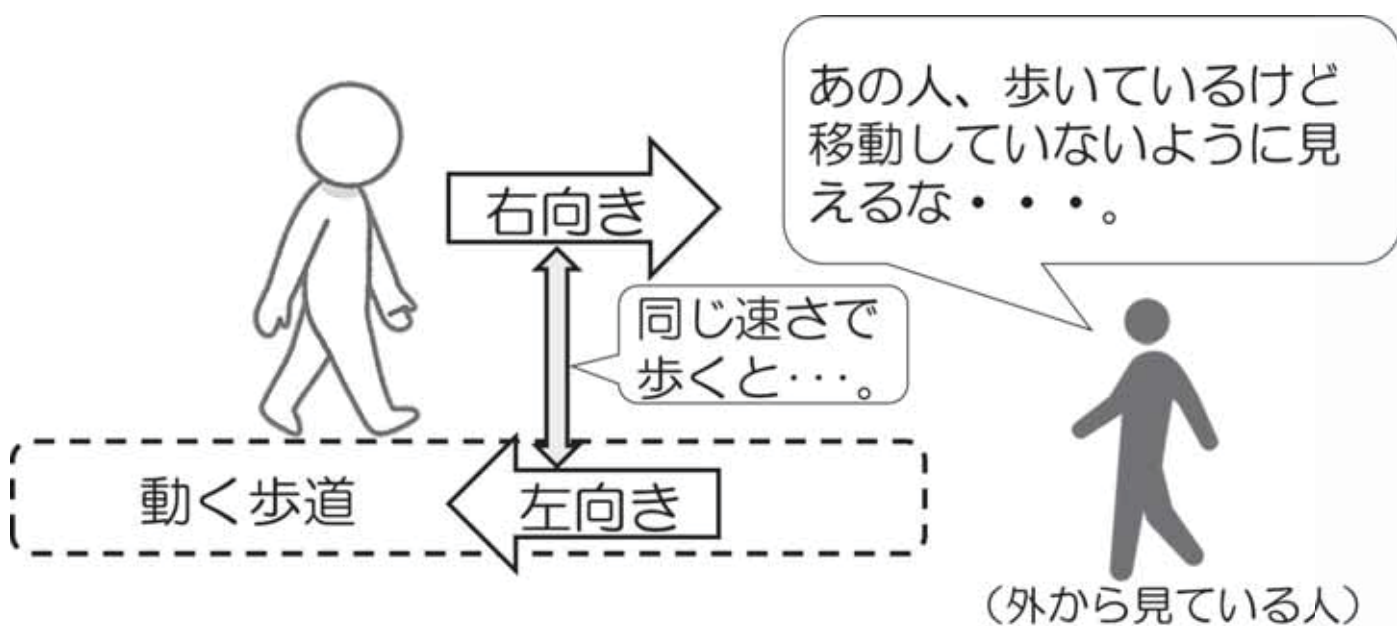 あの人、歩いているけど
移動していないように見
えるな・・・。
右向き
同じ速さで
歩くと･･･。
動く歩道
左向き
（外から見ている人）